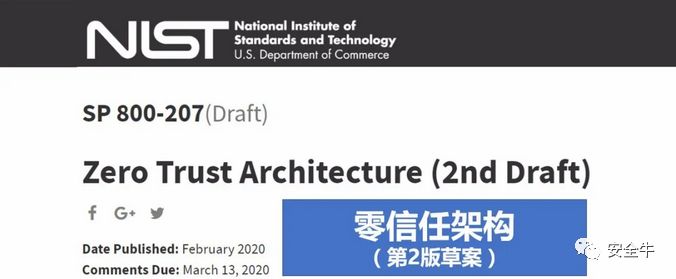 NIST
National Institute of
Standards and Technology
U.S. Department of Commerce
SP 800-207(Draft)
Zero Trust Architecture (2nd Draft)
f G+
Date Published: February 2020
Comments Due: March 13, 2020
零信任架构
（第2版草案）
安全牛